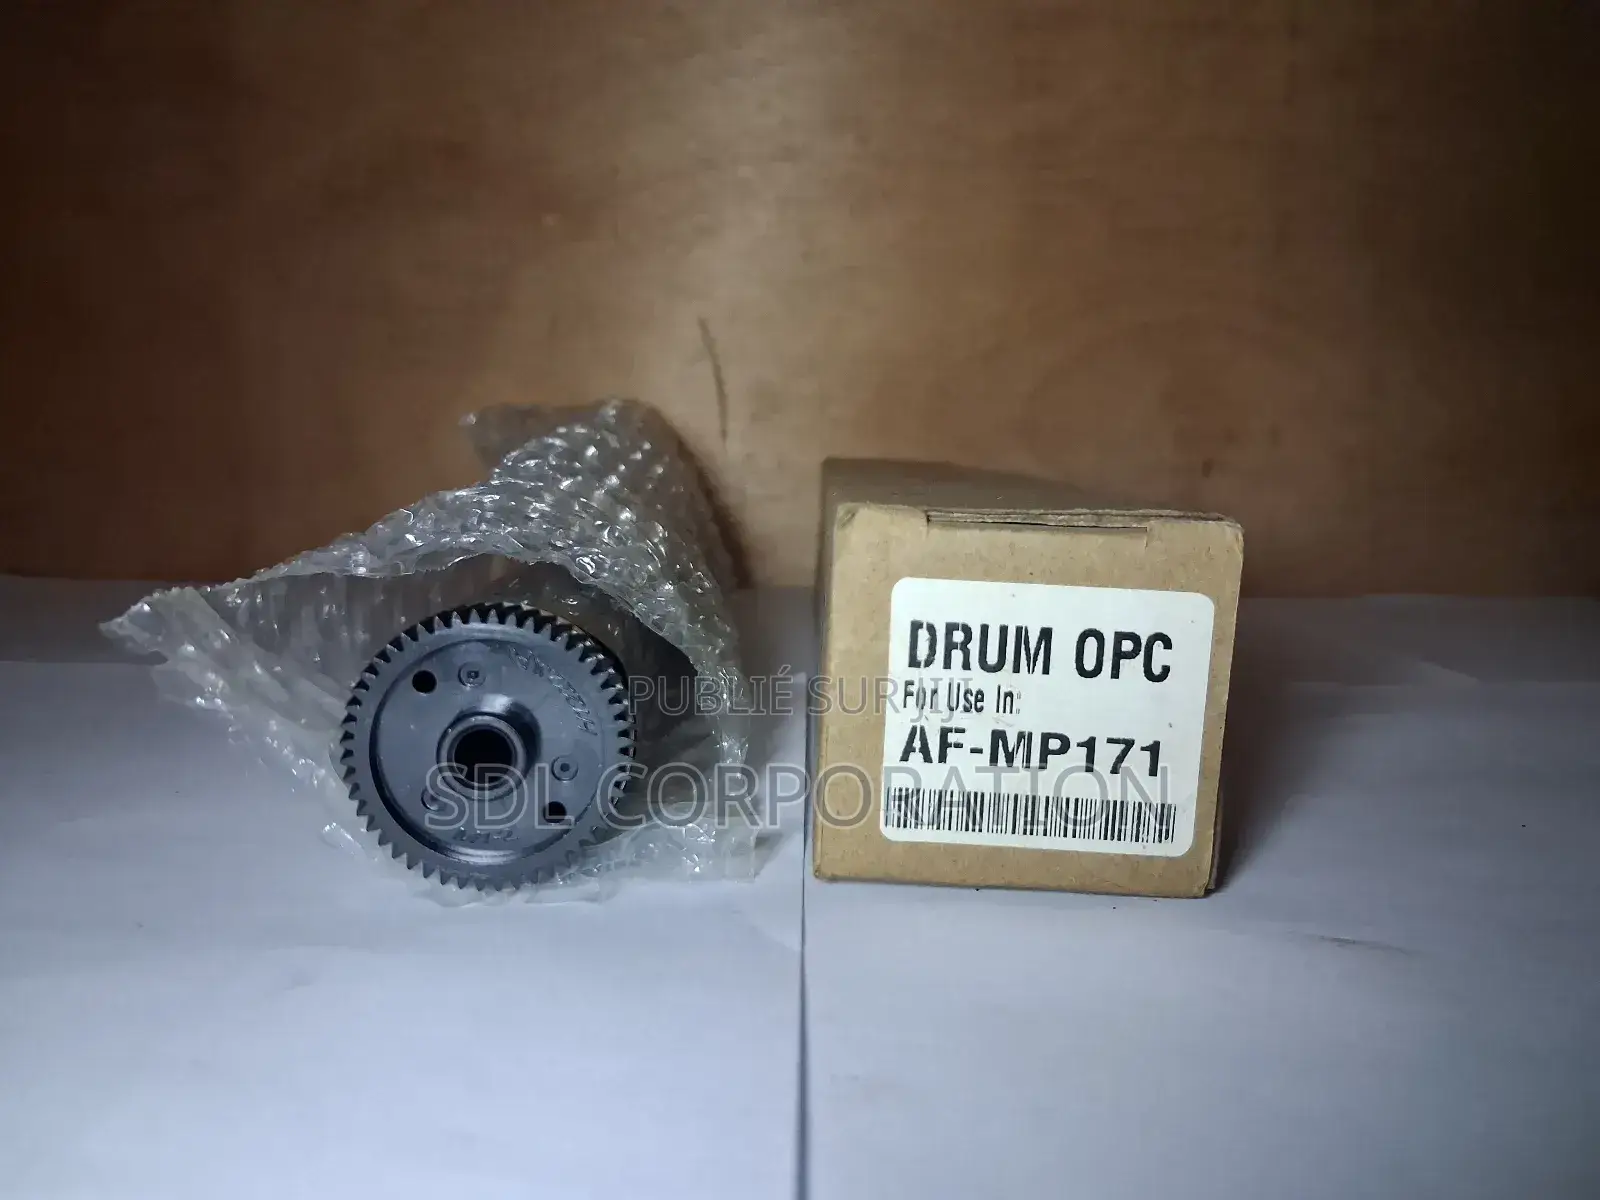 DRUM OPC
For Use In:
AF-MP171
PUBLIÉ SUR JIJI
SDL CORPORATION